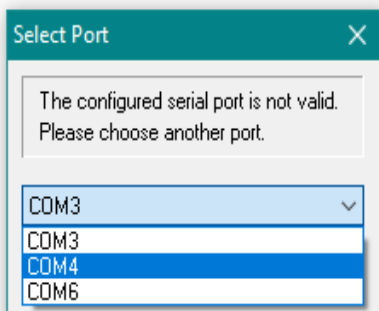 Select Port
The configured serial port is not valid.
Please choose another port.
COM3
COM3
COM4
COM6